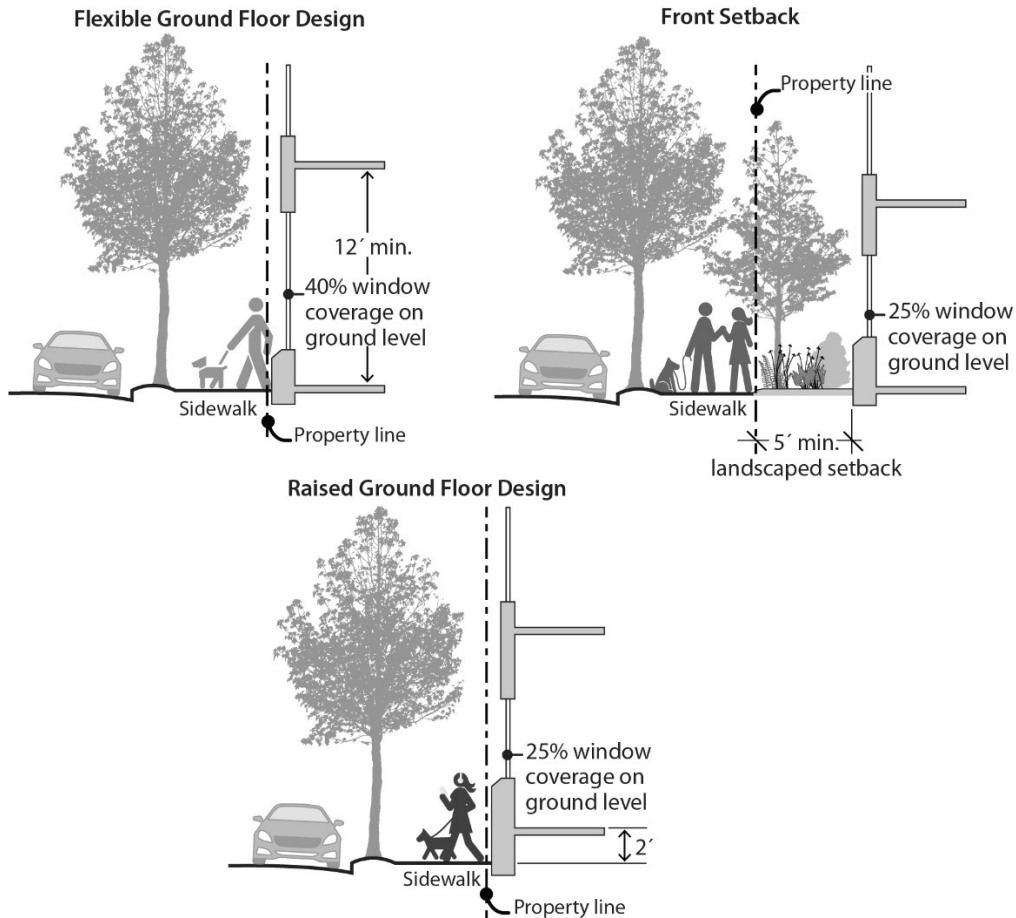 Flexible Ground Floor Design
12´ min.
40% window
coverage on
ground level
Sidewalk
Property line
Front Setback
Property line
25% window
coverage on
ground level
Sidewalk
5´ min.
landscaped setback
Raised Ground Floor Design
25% window
coverage on
ground level
2´
Sidewalk
Property line